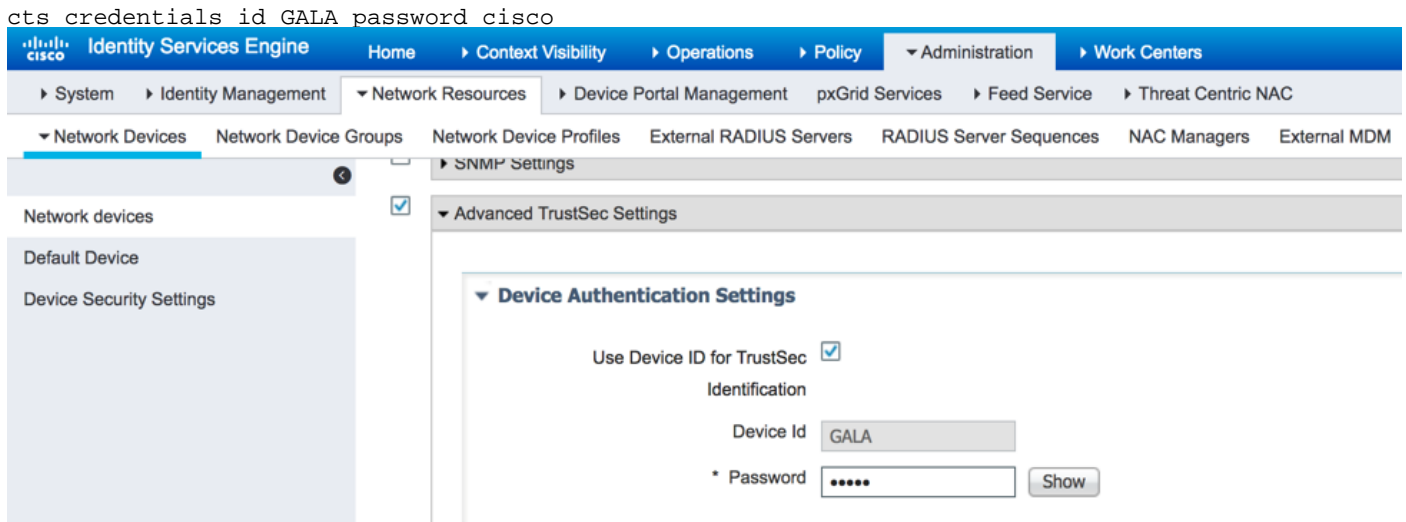 cts credentials id GALA password cisco
cisco Identity Services Engine Home Context Visibility Operations Policy Administration Work Centers
System Identity Management Network Resources Device Portal Management pxGrid Services Feed Service Threat Centric NAC
Network Devices Network Device Groups Network Device Profiles External RADIUS Servers RADIUS Server Sequences NAC Managers External MDM
SNMP Settings
Network devices
Advanced TrustSec Settings
Default Device
Device Security Settings
Device Authentication Settings
Use Device ID for TrustSec
Identification
Device Id GALA
* Password ••••• Show